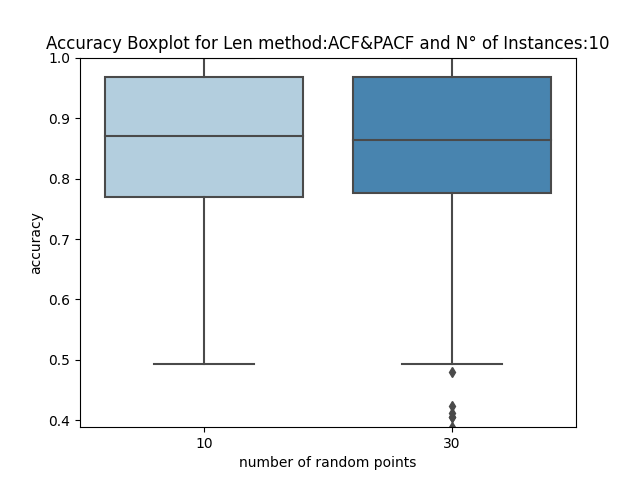 Accuracy Boxplot for Len method:ACF&PACF and N° of Instances:10
1.0
0.9
0.8
0.7
0.6
0.5
0.4
accuracy
10 30
number of random points